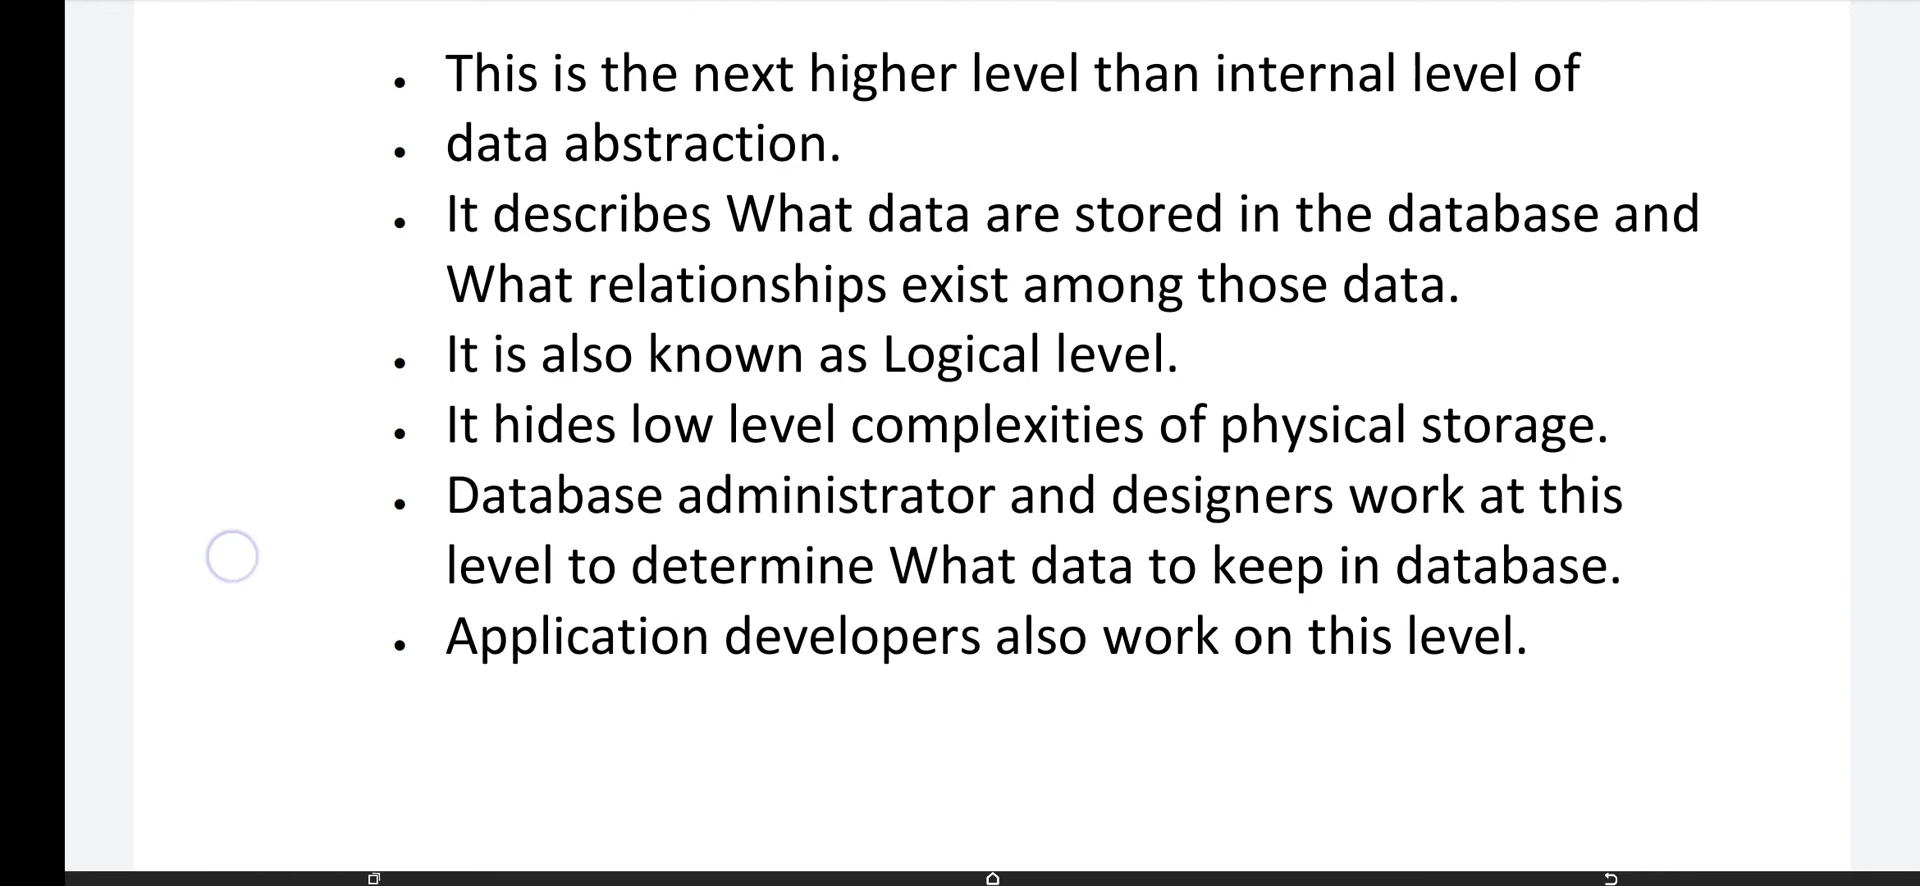 • This is the next higher level than internal level of
• data abstraction.
• It describes What data are stored in the database and
What relationships exist among those data.
• It is also known as Logical level.
• It hides low level complexities of physical storage.
• Database administrator and designers work at this
level to determine What data to keep in database.
• Application developers also work on this level.